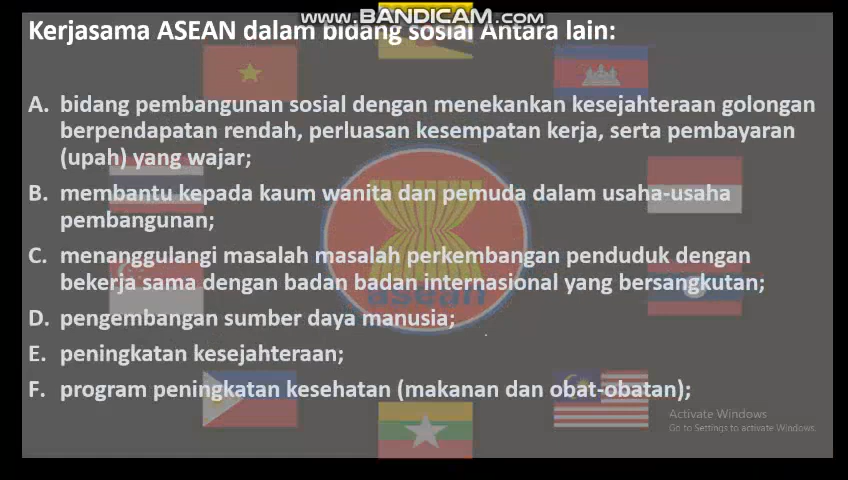 www.BANDICAM.com
Kerjasama ASEAN dalam bidang sosial Antara lain:
A. bidang pembangunan sosial dengan menekankan kesejahteraan golongan
berpendapatan rendah, perluasan kesempatan kerja, serta pembayaran
(upah) yang wajar;
B. membantu kepada kaum wanita dan pemuda dalam usaha-usaha
pembangunan;
C. menanggulangi masalah masalah perkembangan penduduk dengan
bekerja sama dengan badan badan internasional yang bersangkutan;
asean
D. pengembangan sumber daya manusia;
E. peningkatan kesejahteraan;
F. program peningkatan kesehatan (makanan dan obat-obatan);
Activate Windows
Go to Settings to activate Windows.